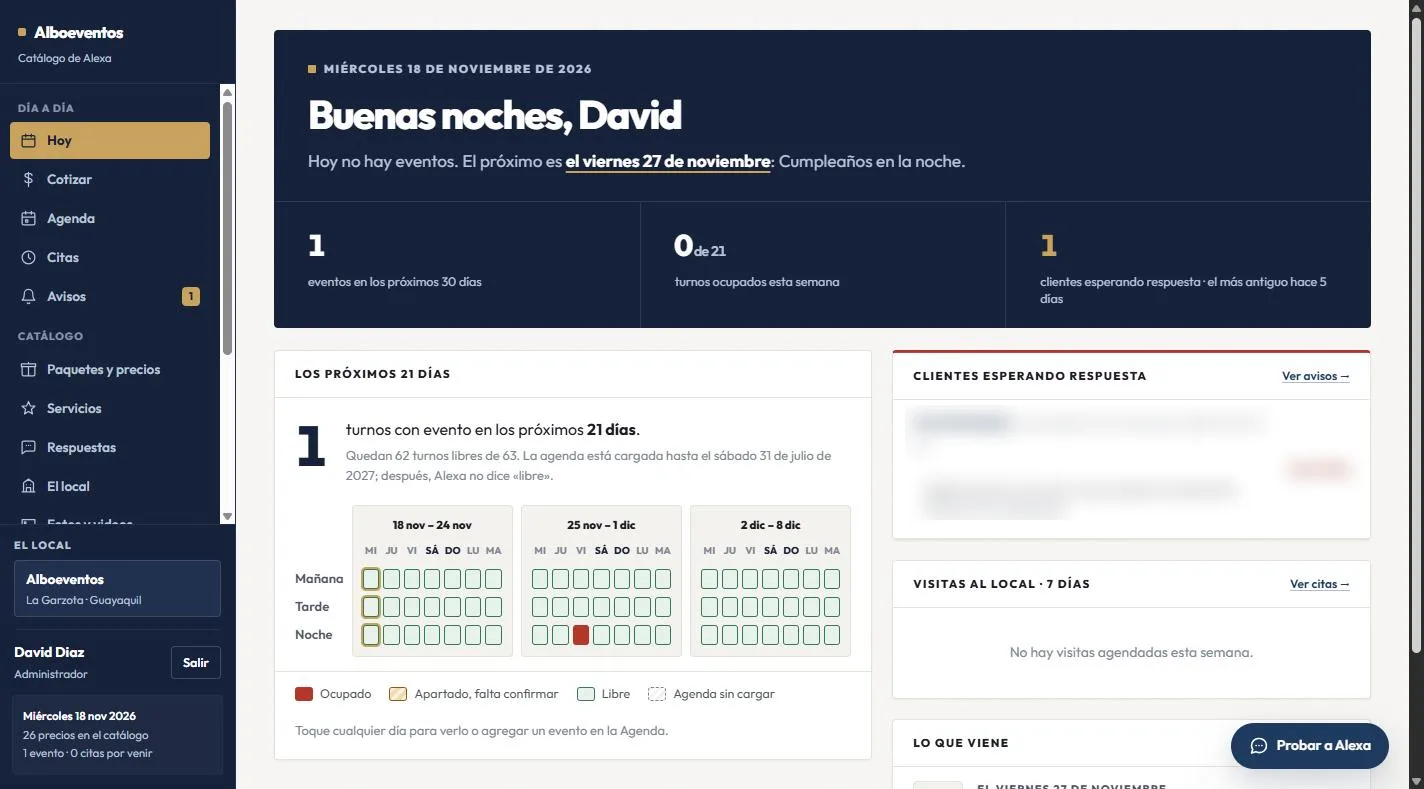 Alboeventos
Catálogo de Alexa
DÍA A DÍA
Hoy
Cotizar
Agenda
Citas
Avisos 1
CATÁLOGO
Paquetes y precios
Servicios
Respuestas
El local
EL LOCAL
Alboeventos
La Garzota · Guayaquil
David Diaz
Administrador
Salir
Miércoles 18 nov 2026
26 precios en el catálogo
1 evento · 0 citas por venir
MIÉRCOLES 18 DE NOVIEMBRE DE 2026
Buenas noches, David
Hoy no hay eventos. El próximo es el viernes 27 de noviembre: Cumpleaños en la noche.
1
eventos en los próximos 30 días
0 de 21
turnos ocupados esta semana
1
clientes esperando respuesta · el más antiguo hace 5
días
LOS PRÓXIMOS 21 DÍAS
1
turnos con evento en los próximos 21 días.
Quedan 62 turnos libres de 63. La agenda está cargada hasta el sábado 31 de julio de
2027; después, Alexa no dice «libre».
18 nov – 24 nov
25 nov – 1 dic
2 dic – 8 dic
MI JU VI SÁ DO LU MA
MI JU VI SÁ DO LU MA
MI JU VI SÁ DO LU MA
Mañana
Tarde
Noche
Ocupado
Apartado, falta confirmar
Libre
Agenda sin cargar
Toque cualquier día para verlo o agregar un evento en la Agenda.
CLIENTES ESPERANDO RESPUESTA
Ver avisos →
VISITAS AL LOCAL · 7 DÍAS
Ver citas →
No hay visitas agendadas esta semana.
LO QUE VIENE
Probar a Alexa
EL VIERNES 27 DE NOVIEMBRE